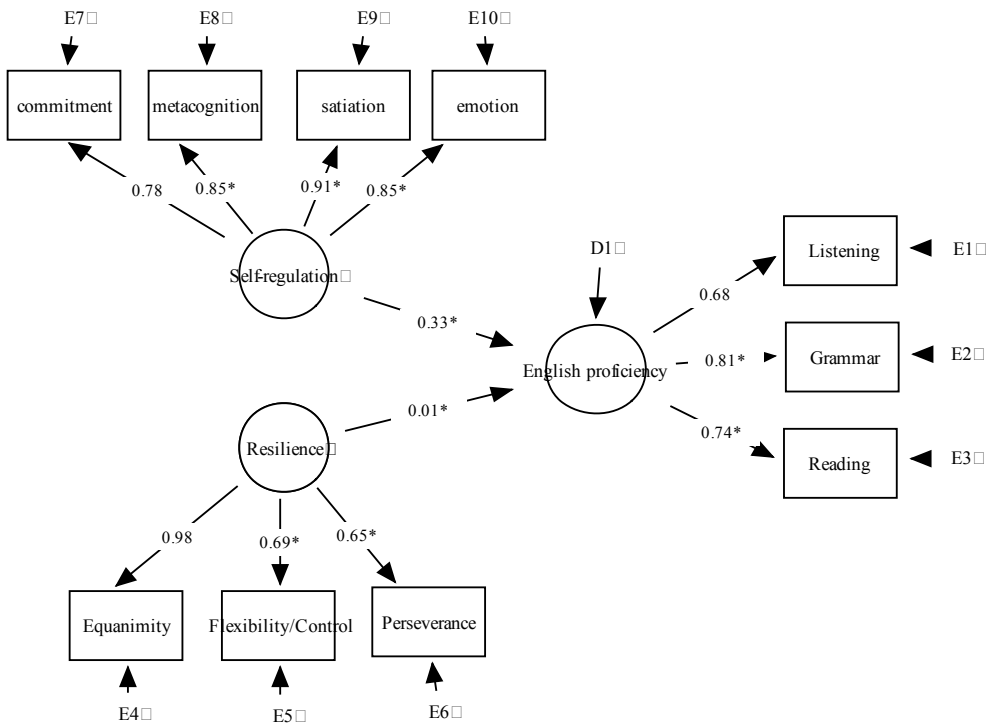 E7 E8 E9 E10
commitment metacognition satiation emotion
0.78 0.85* 0.91* 0.85*
Self-regulation
D1
Listening E1
0.33* 0.68
English proficiency 0.81* Grammar E2
0.01* 0.74*
Resilience
Reading E3
0.98 0.69* 0.65*
Equanimity Flexibility/Control Perseverance
E4 E5 E6